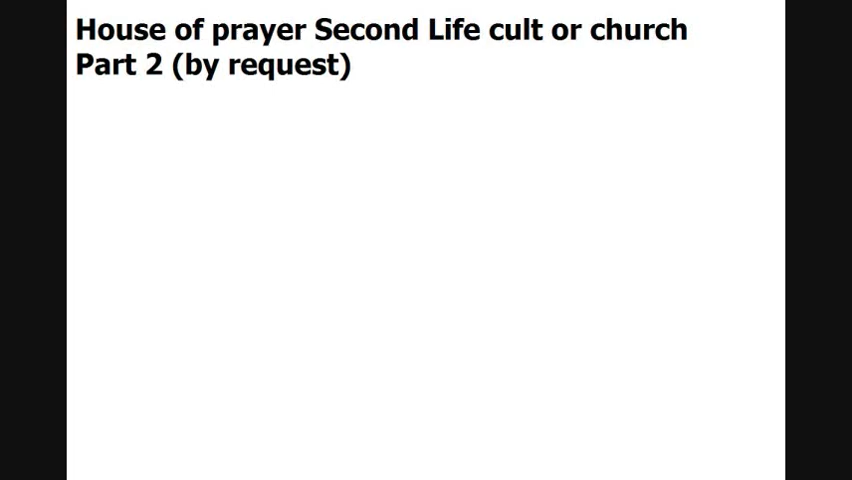 House of prayer Second Life cult or church
Part 2 (by request)